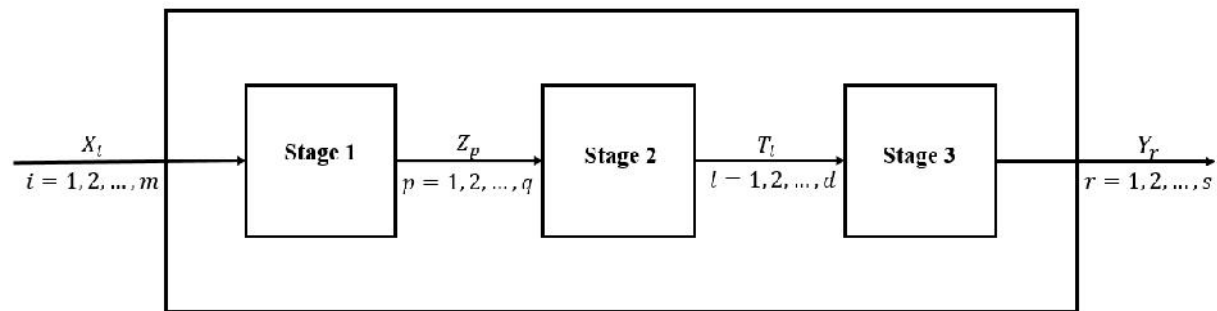 X_i
i = 1, 2, ..., m
Stage 1
Z_p
p = 1, 2, ..., q
Stage 2
T_l
l − 1, 2, ..., d
Stage 3
Y_r
r = 1, 2, ..., s